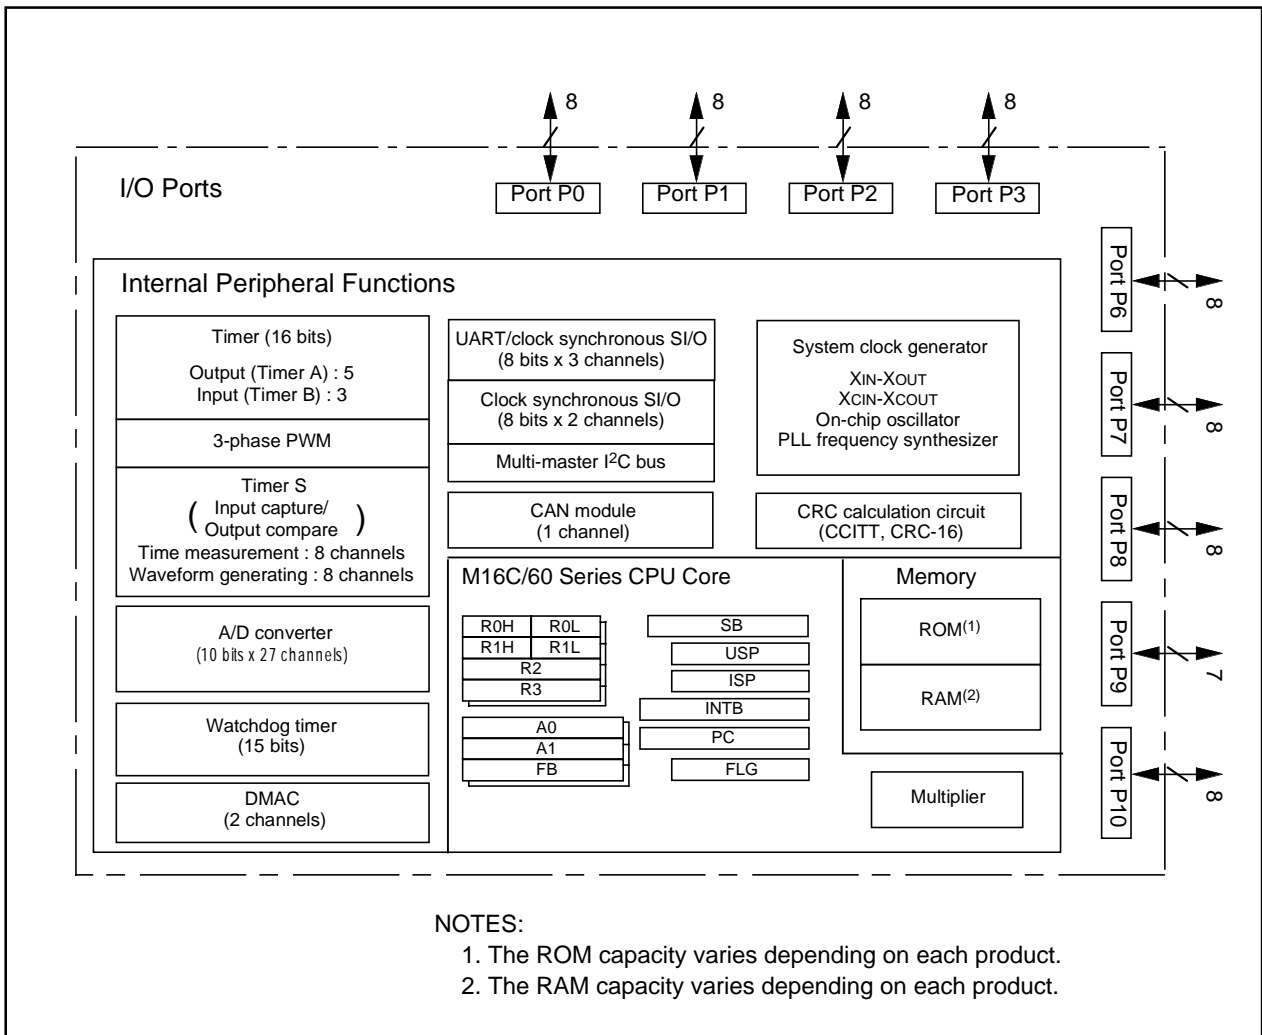 8
8
8
8
I/O Ports
Port P0
Port P1
Port P2
Port P3
Port P6
8
Port P7
8
Port P8
8
Port P9
7
Port P10
8
Internal Peripheral Functions
Timer (16 bits)
Output (Timer A) : 5
Input (Timer B) : 3
3-phase PWM
Timer S
( Input capture/
Output compare )
Time measurement : 8 channels
Waveform generating : 8 channels
A/D converter
(10 bits x 27 channels)
Watchdog timer
(15 bits)
DMAC
(2 channels)
UART/clock synchronous SI/O
(8 bits x 3 channels)
Clock synchronous SI/O
(8 bits x 2 channels)
Multi-master I2C bus
CAN module
(1 channel)
System clock generator
XIN-XOUT
XCIN-XCOUT
On-chip oscillator
PLL frequency synthesizer
CRC calculation circuit
(CCITT, CRC-16)
M16C/60 Series CPU Core
R0H R0L
R1H R1L
R2
R3
A0
A1
FB
SB
USP
ISP
INTB
PC
FLG
Memory
ROM(1)
RAM(2)
Multiplier
NOTES:
1. The ROM capacity varies depending on each product.
2. The RAM capacity varies depending on each product.